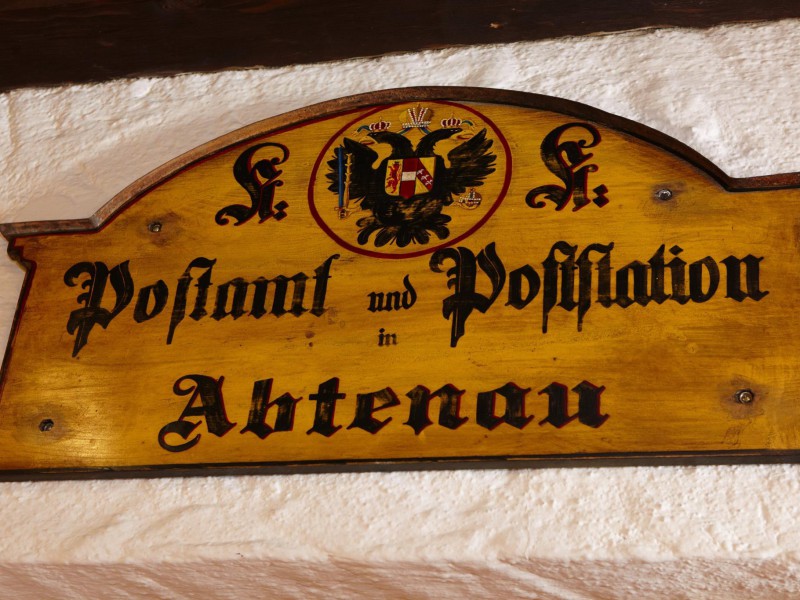 K: K:
Postamt und Poststation
in
Abtenau